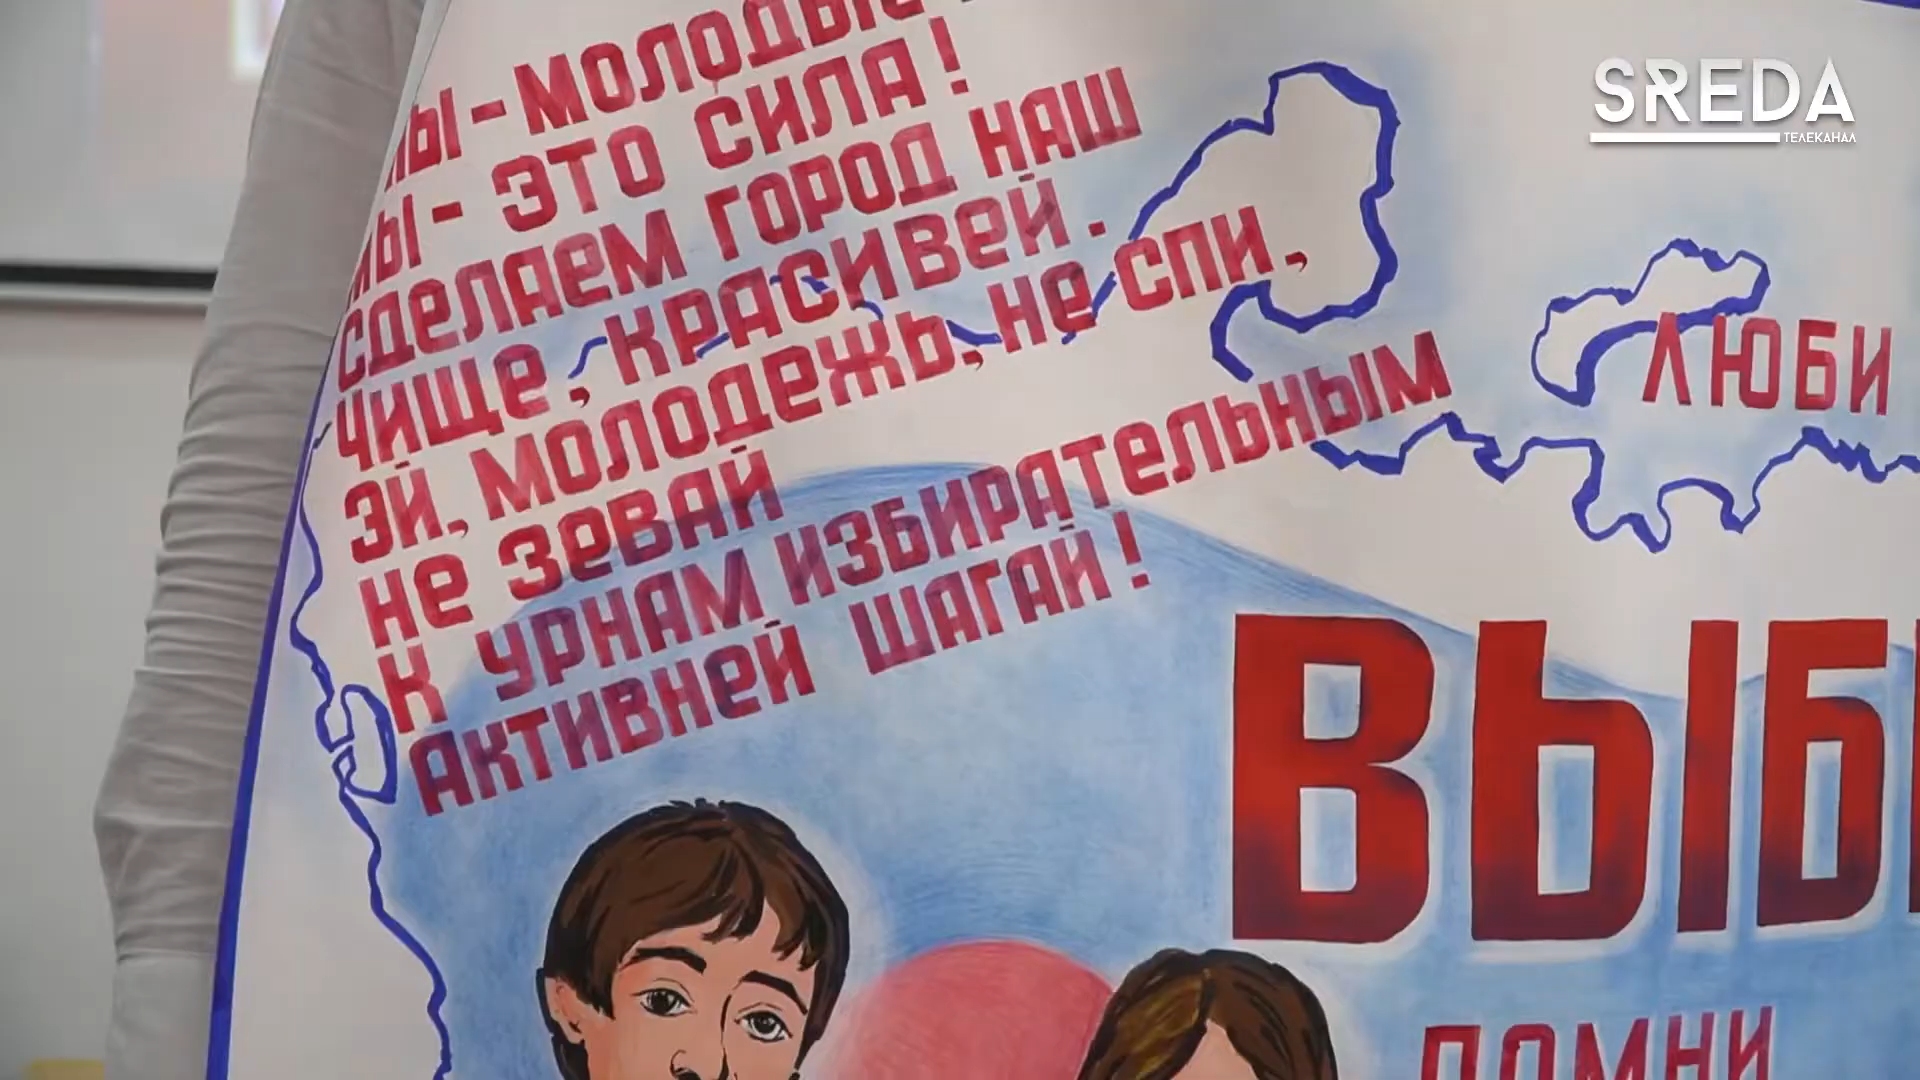 МЫ - МОЛОДЫЕ
МЫ - ЭТО СИЛА!
СДЕЛАЕМ ГОРОД НАШ
ЧИЩЕ, КРАСИВЕЙ.
ЭЙ, МОЛОДЕЖЬ, НЕ СПИ,
НЕ ЗЕВАЙ
К УРНАМ ИЗБИРАТЕЛЬНЫМ
АКТИВНЕЙ ШАГАЙ!
SREDA
ТЕЛЕКАНАЛ
ЛЮБИ
ВЫБ
ПОМНИ